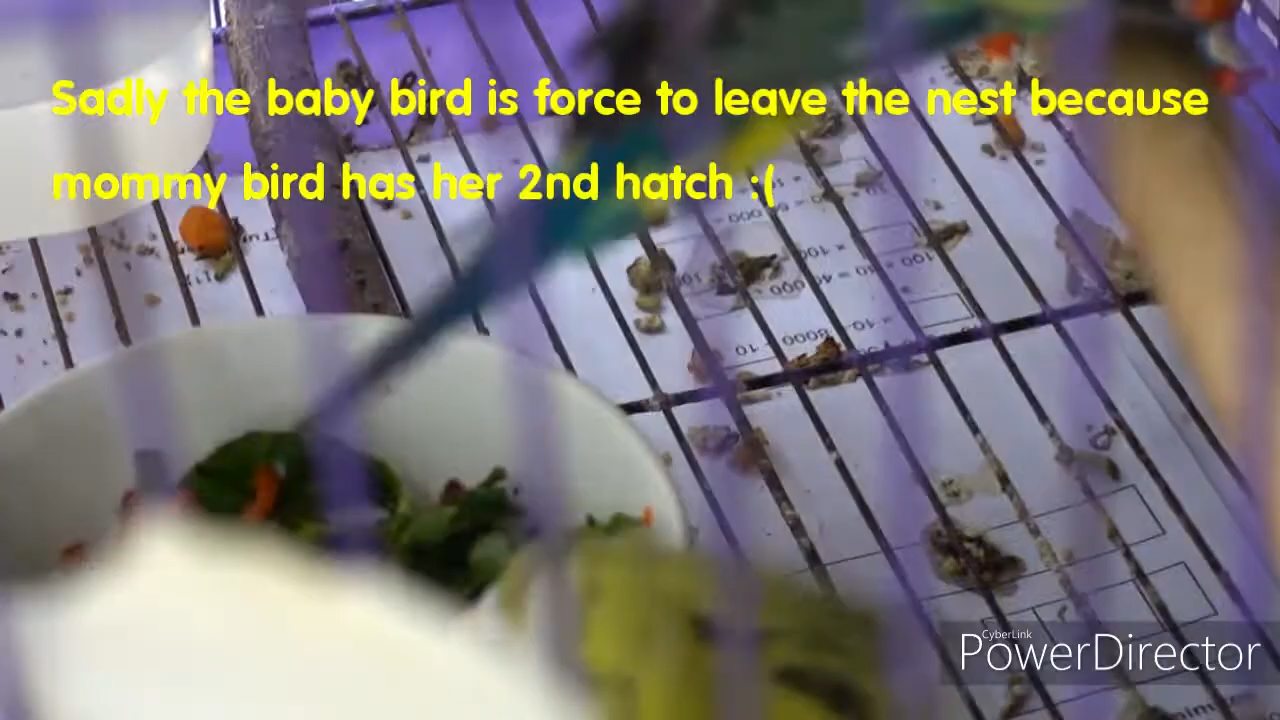 Sadly the baby bird is force to leave the nest because
mommy bird has her 2nd hatch :(
CyberLink
PowerDirector